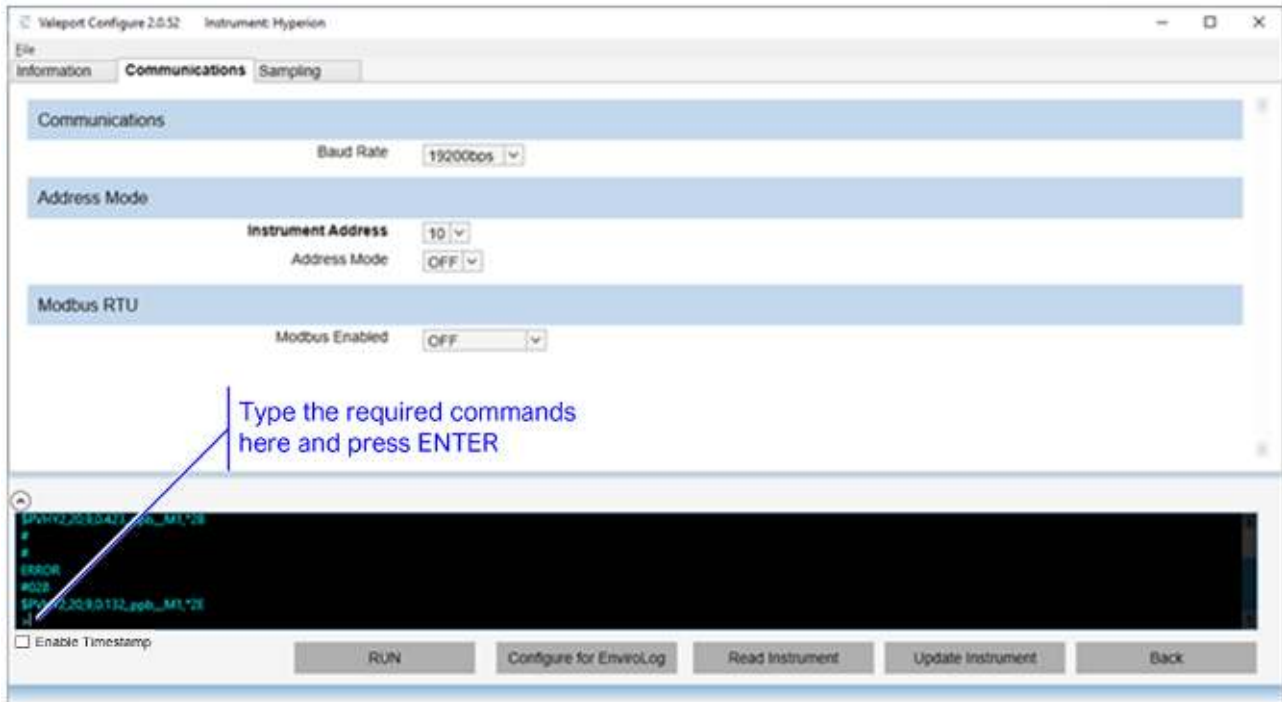 Valeport Configure 2.0.52 Instrument: Hyperion
File
Information Communications Sampling
Communications
Baud Rate 19200bps
Address Mode
Instrument Address 10
Address Mode OFF
Modbus RTU
Modbus Enabled OFF
Type the required commands
here and press ENTER
#
#
ERROR
#028
>
Enable Timestamp
RUN Configure for EnviroLog Read Instrument Update Instrument Back